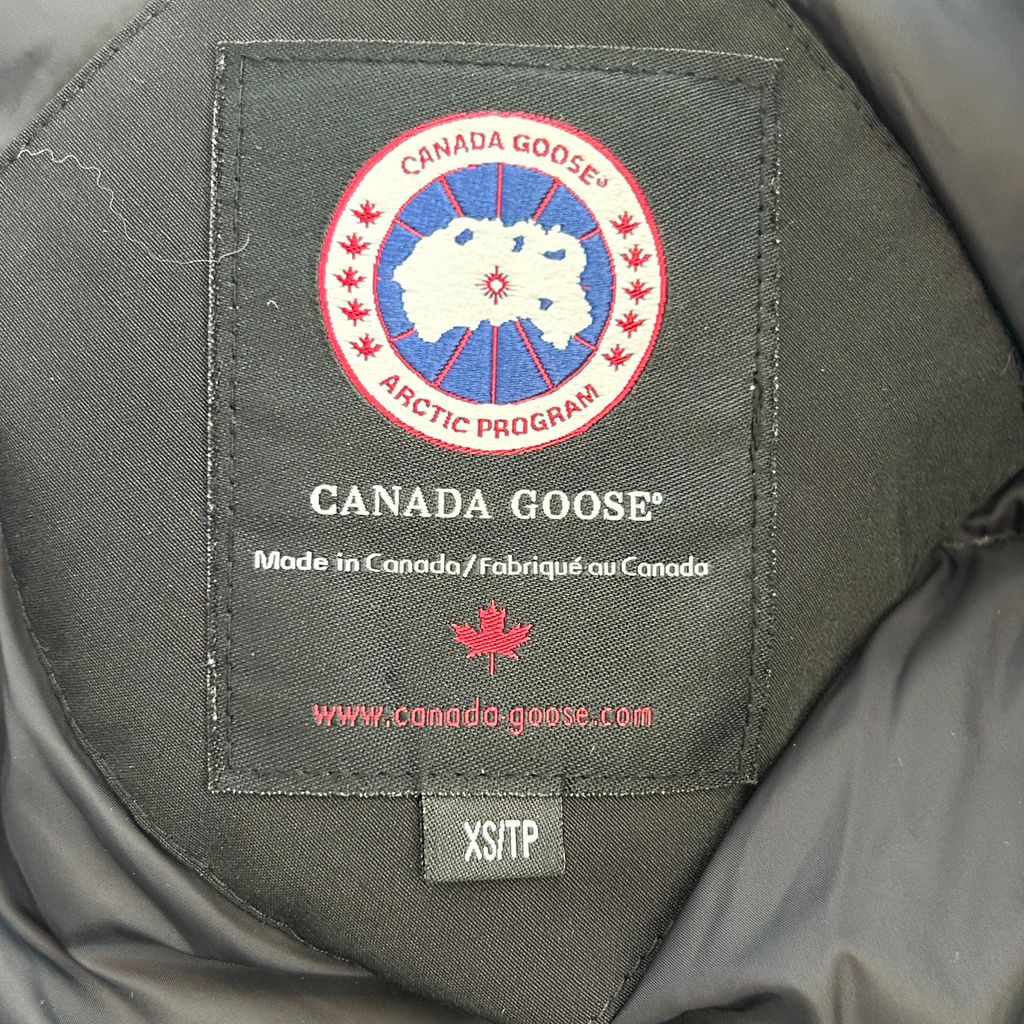 CANADA GOOSE®
ARCTIC PROGRAM
CANADA GOOSE®
Made in Canada/Fabriqué au Canada
www.canada-goose.com
XS/TP